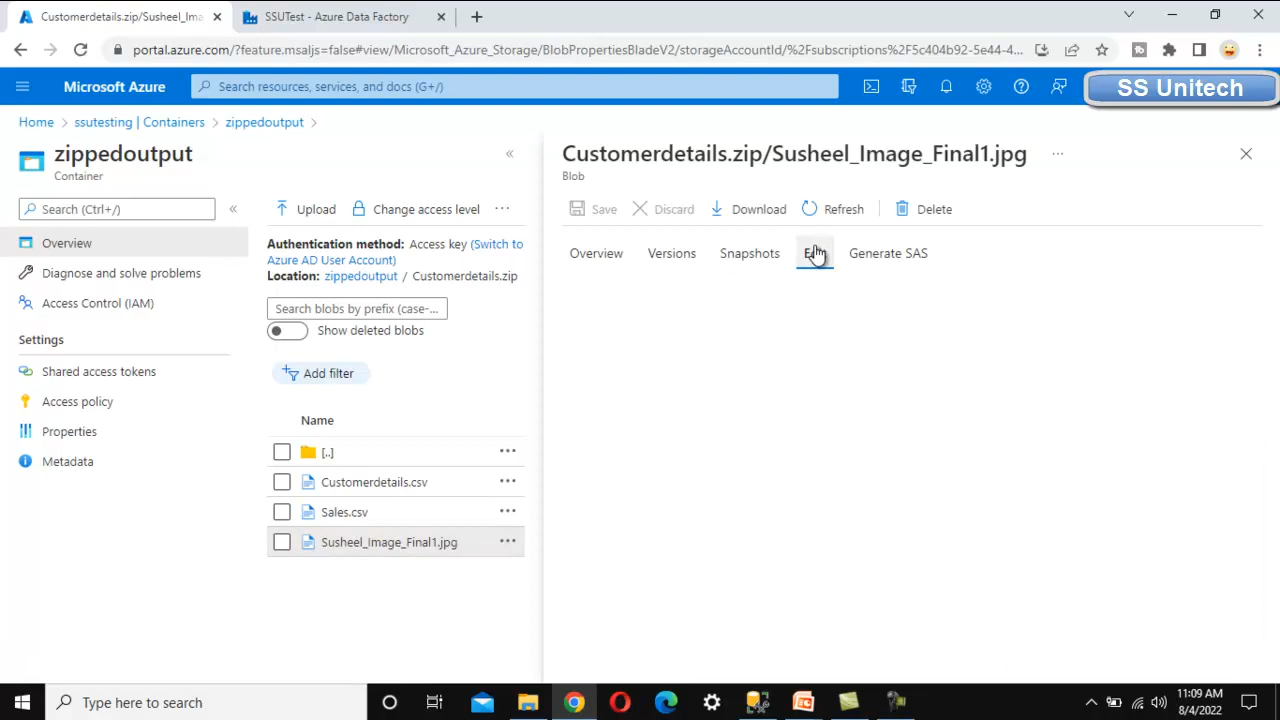 Customerdetails.zip/Susheel_Ima
SSUTest - Azure Data Factory
portal.azure.com/?feature.msaljs=false#view/Microsoft_Azure_Storage/BlobPropertiesBladeV2/storageAccountId/%2Fsubscriptions%2F5c404b92-5e44-4...
Microsoft Azure
Search resources, services, and docs (G+/)
SS Unitech
Home > ssutesting | Containers > zippedoutput >
zippedoutput
Container
Search (Ctrl+/)
Overview
Diagnose and solve problems
Access Control (IAM)
Settings
Shared access tokens
Access policy
Properties
Metadata
Upload
Change access level
Authentication method: Access key (Switch to
Azure AD User Account)
Location: zippedoutput / Customerdetails.zip
Search blobs by prefix (case-...
Show deleted blobs
Add filter
Name
[..]
Customerdetails.csv
Sales.csv
Susheel_Image_Final1.jpg
Customerdetails.zip/Susheel_Image_Final1.jpg
Blob
Save
Discard
Download
Refresh
Delete
Overview
Versions
Snapshots
Generate SAS
Type here to search
11:09 AM
8/4/2022